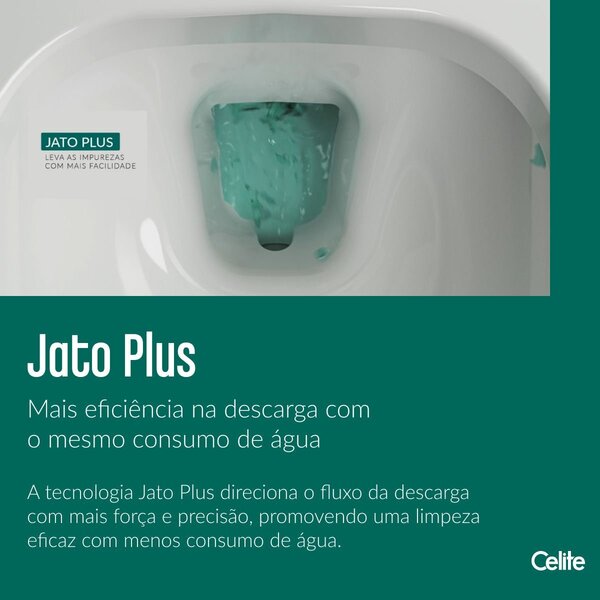 JATO PLUS
LEVA AS IMPUREZAS
COM MAIS FACILIDADE
Jato Plus
Mais eficiência na descarga com
o mesmo consumo de água
A tecnologia Jato Plus direciona o fluxo da descarga
com mais força e precisão, promovendo uma limpeza
eficaz com menos consumo de água.
Celite